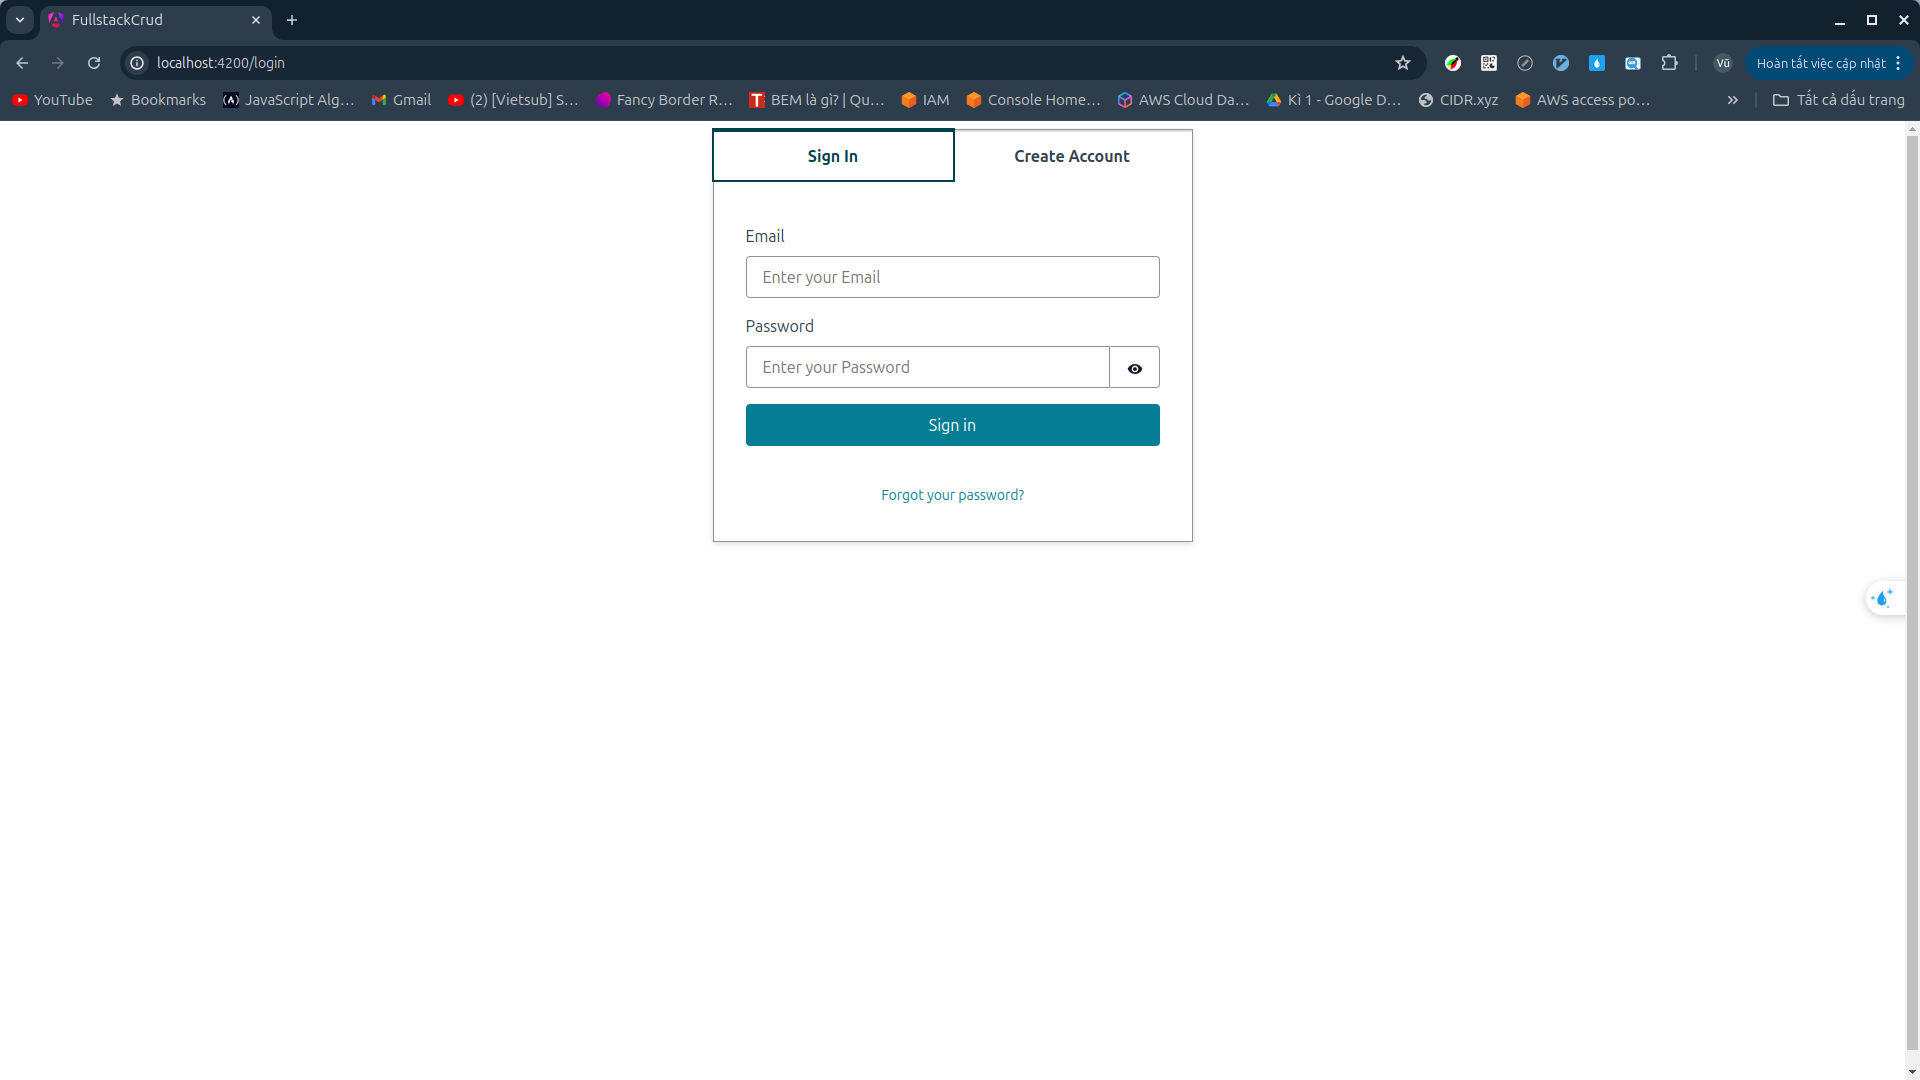 FullstackCrud
localhost:4200/login
Vũ
Hoàn tất việc cập nhật
YouTube
Bookmarks
JavaScript Alg...
Gmail
(2) [Vietsub] S...
Fancy Border R...
BEM là gì? | Qu...
IAM
Console Home...
AWS Cloud Da...
Kì 1 - Google D...
CIDR.xyz
AWS access po...
Tất cả dấu trang
Sign In
Create Account
Email
Enter your Email
Password
Enter your Password
Sign in
Forgot your password?